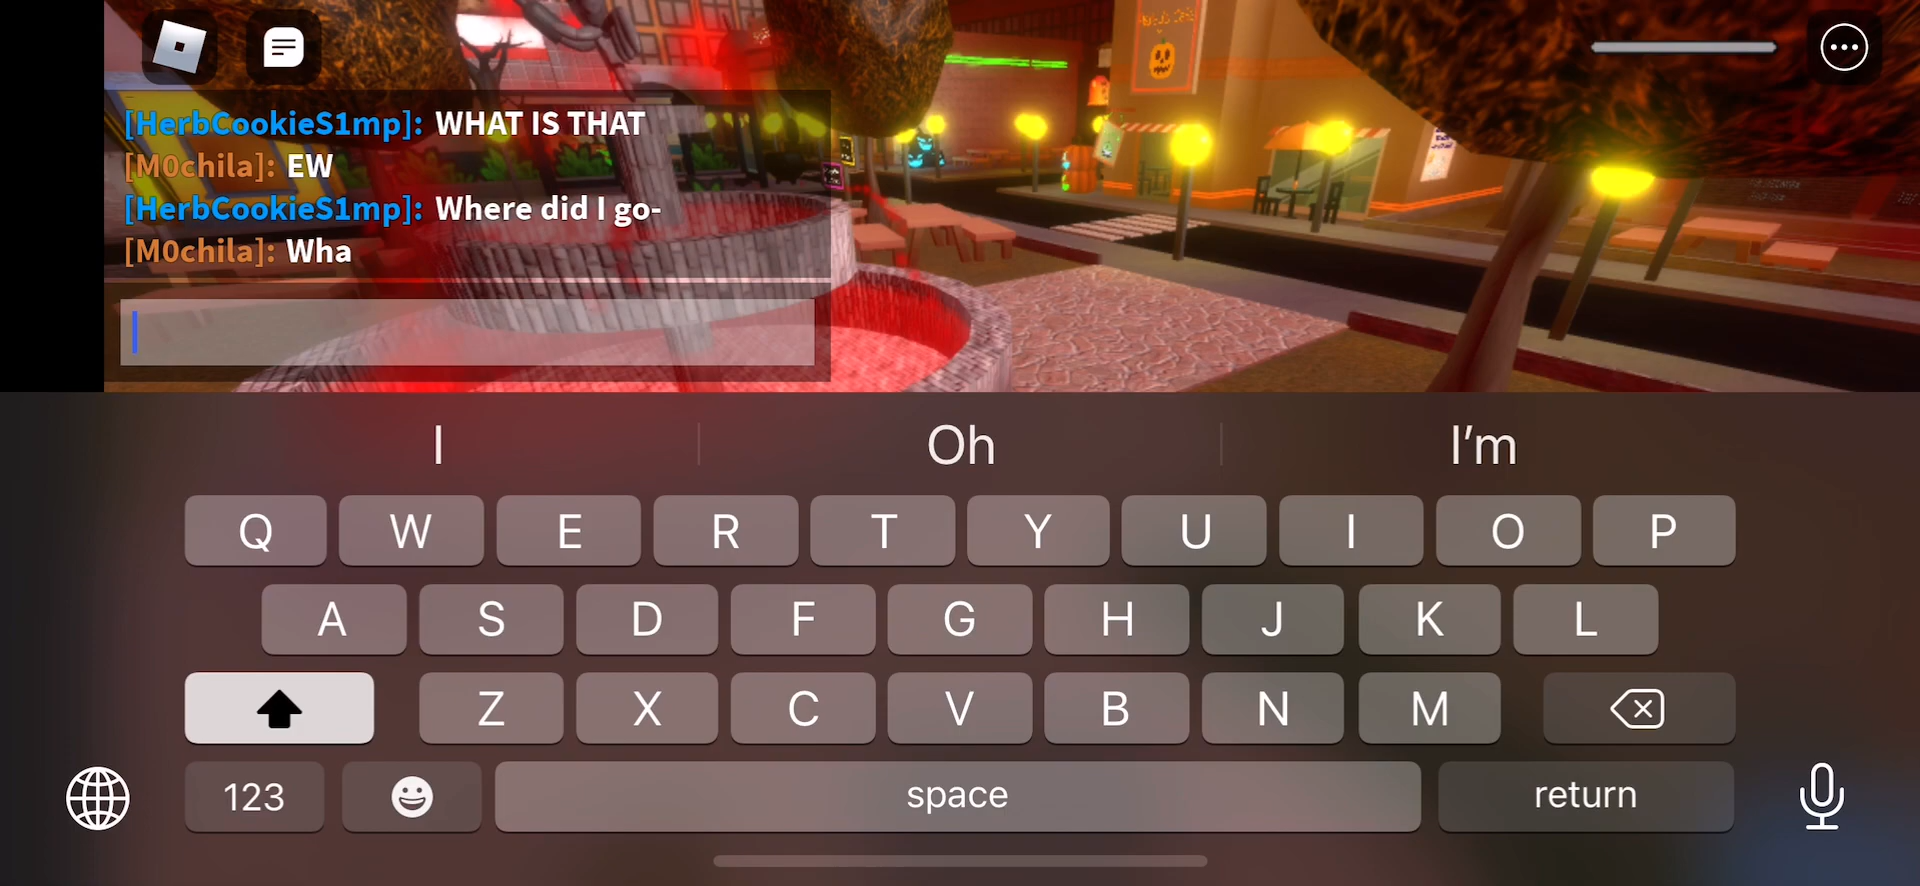 [HerbCookieS1mp]: WHAT IS THAT
[M0chila]: EW
[HerbCookieS1mp]: Where did I go-
[M0chila]: Wha
I Oh I’m
Q W E R T Y U I O P
A S D F G H J K L
Z X C V B N M
123 space return